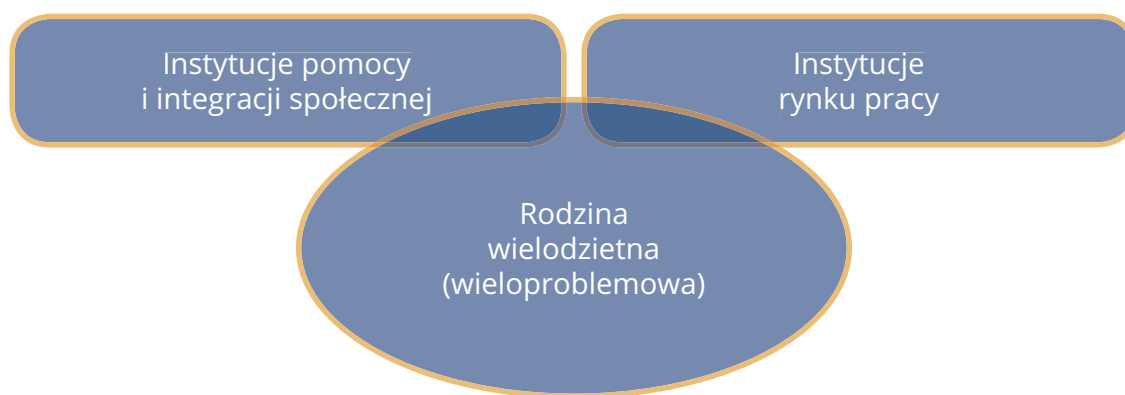 Instytucje pomocy
i integracji społecznej
Instytucje
rynku pracy
Rodzina
wielodzietna
(wieloproblemowa)